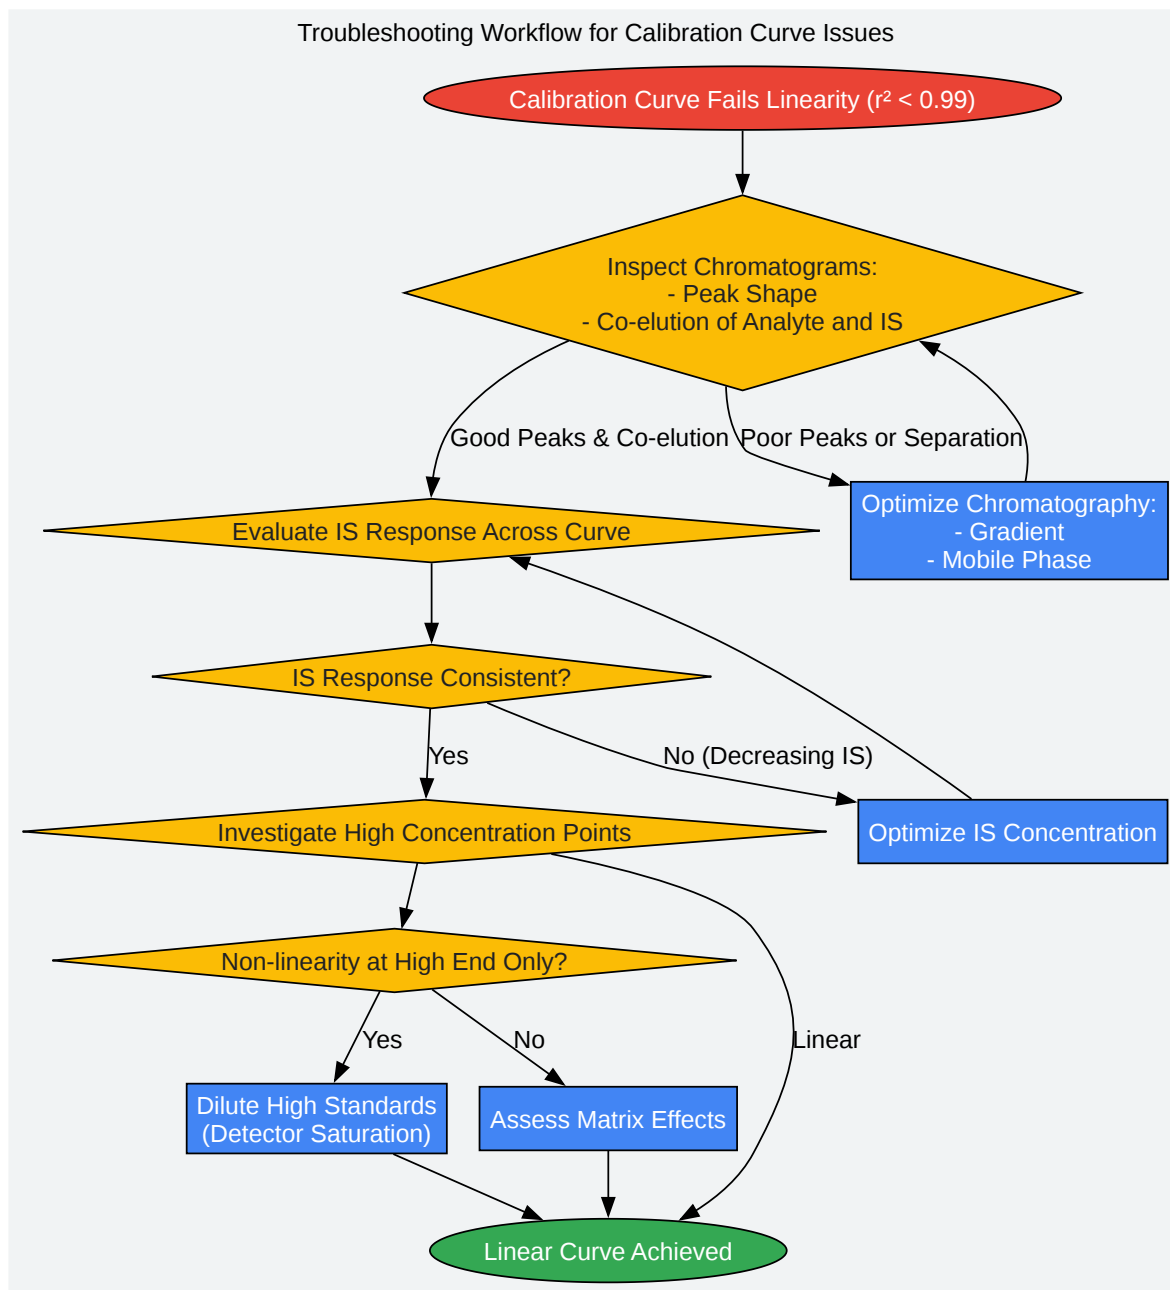 Troubleshooting Workflow for Calibration Curve Issues
Calibration Curve Fails Linearity (r² < 0.99)
Inspect Chromatograms:
- Peak Shape
- Co-elution of Analyte and IS
Good Peaks & Co-elution
Poor Peaks or Separation
Optimize Chromatography:
- Gradient
- Mobile Phase
Evaluate IS Response Across Curve
IS Response Consistent?
Yes
No (Decreasing IS)
Investigate High Concentration Points
Optimize IS Concentration
Non-linearity at High End Only?
Yes
No
Linear
Dilute High Standards
(Detector Saturation)
Assess Matrix Effects
Linear Curve Achieved